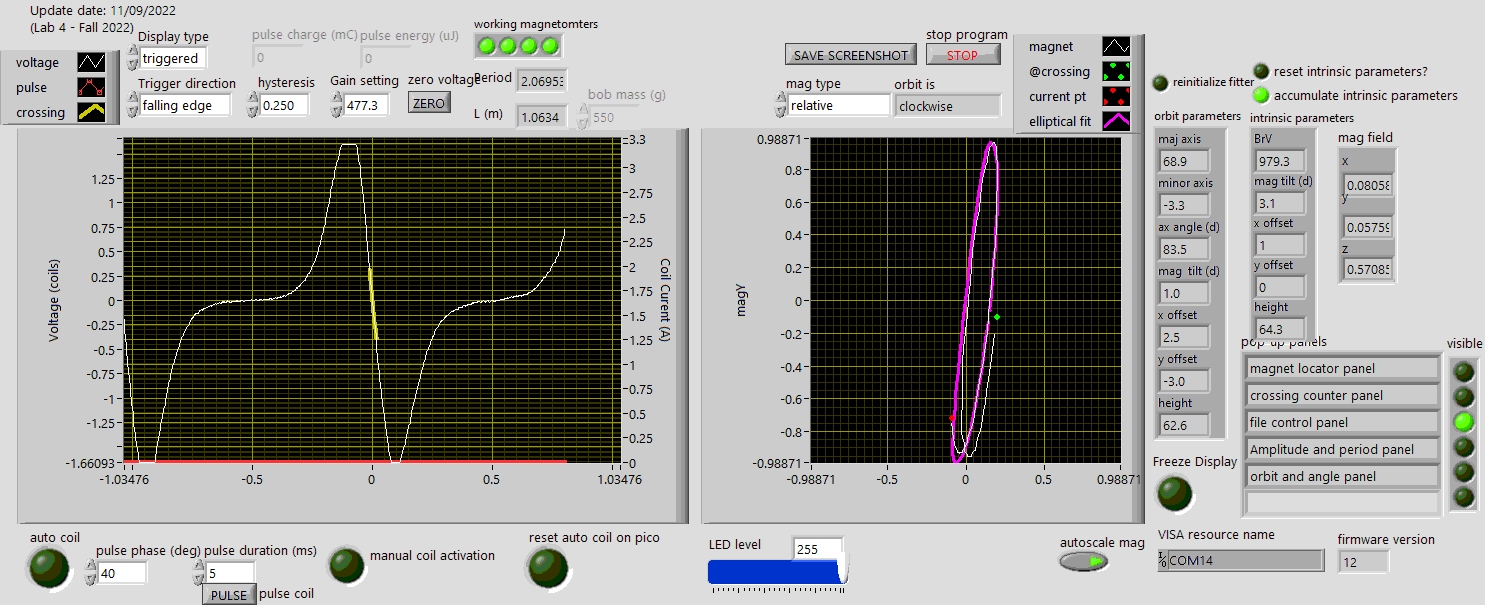 Update date: 11/09/2022
(Lab 4 - Fall 2022)
voltage
pulse
crossing
Display type
triggered
pulse charge (mC)
0
pulse energy (uJ)
0
working magnetomters
Trigger direction
falling edge
hysteresis
0.250
Gain setting
477.3
zero voltage
ZERO
Period
2.0695
L (m)
1.0634
bob mass (g)
550
SAVE SCREENSHOT
stop program
STOP
mag type
relative
orbit is
clockwise
magnet
@crossing
current pt
elliptical fit
reinitialize fitter
reset intrinsic parameters?
accumulate intrinsic parameters
Voltage (coils)
1.25
1
0.75
0.5
0.25
0
-0.25
-0.5
-0.75
-1
-1.25
-1.66093
-1.03476
-0.5
0
0.5
1.03476
3.3
3
2.75
2.5
2.25
2
1.75
1.5
1.25
1
0.75
0.5
0.25
0
Coil Current (A)
magY
0.98871
0.8
0.6
0.4
0.2
0
-0.2
-0.4
-0.6
-0.8
-0.98871
-0.98871
-0.5
0
0.5
0.98871
orbit parameters
maj axis
68.9
minor axis
-3.3
ax angle (d)
83.5
mag tilt (d)
1.0
x offset
2.5
y offset
-3.0
height
62.6
intrinsic parameters
BrV
979.3
mag tilt (d)
3.1
x offset
1
y offset
0
height
64.3
mag field
x
0.0805
y
0.0575
z
0.5708
pop up panels
visible
magnet locator panel
crossing counter panel
file control panel
Amplitude and period panel
orbit and angle panel
Freeze Display
auto coil
pulse phase (deg)
40
pulse duration (ms)
5
PULSE
pulse coil
manual coil activation
reset auto coil on pico
LED level
255
autoscale mag
VISA resource name
COM14
firmware version
12